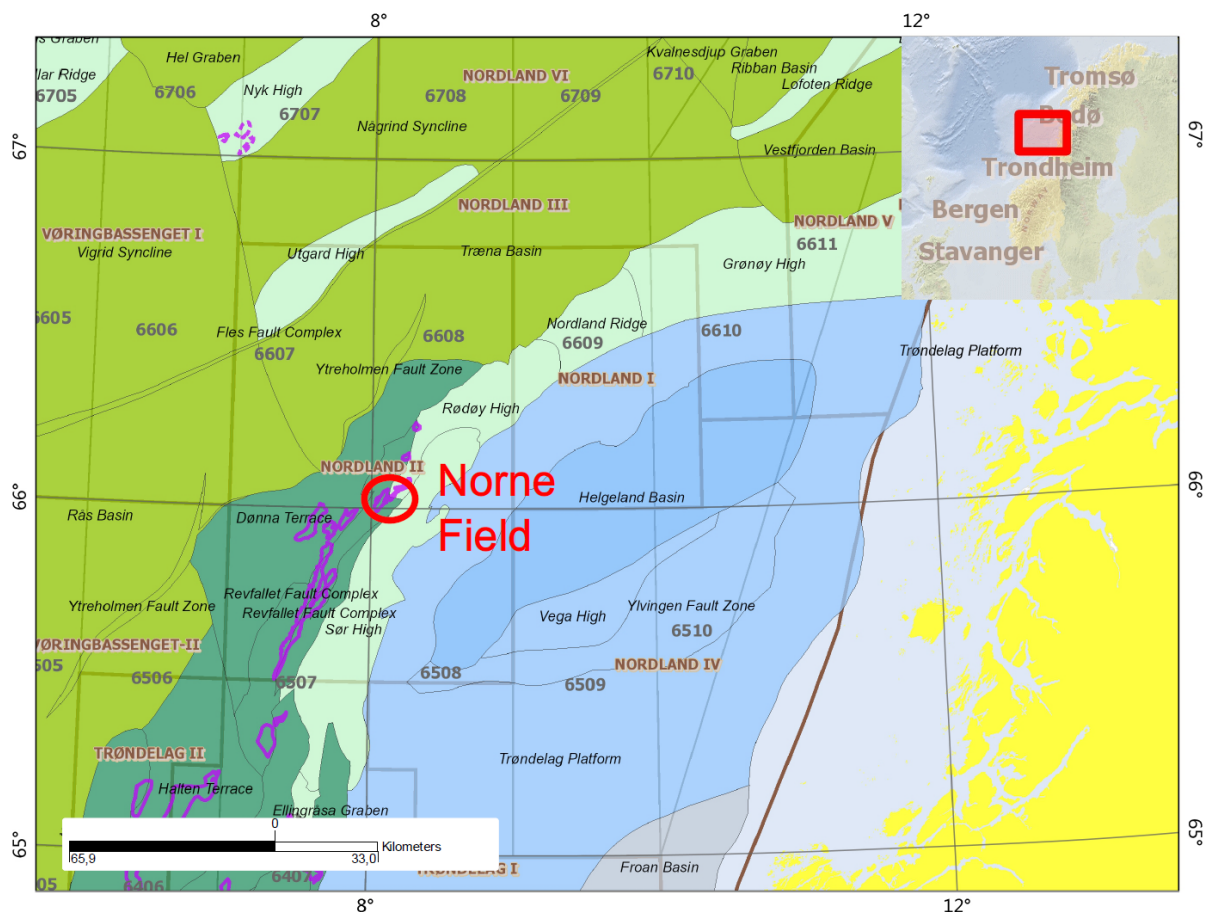 8°
12°
s Graben
Hel Graben
Kvalnesdjup Graben
Ribban Basin
Lofoten Ridge
llar Ridge
6705
6706
Nyk High
6707
NORDLAND VI
6708
6709
6710
Någrind Syncline
Tromsø
Bodø
Trondheim
NORWAY
Bergen
Stavanger
67°
67°
Vestfjorden Basin
VØRINGBASSENGET I
Vigrid Syncline
NORDLAND III
Utgard High
Træna Basin
NORDLAND V
6611
Grønøy High
6605
6606
Fles Fault Complex
6607
6608
Nordland Ridge
6609
6610
Ytreholmen Fault Zone
NORDLAND I
Trøndelag Platform
Rødøy High
NORDLAND II
Norne
Field
66°
66°
Rås Basin
Dønna Terrace
Helgeland Basin
Ytreholmen Fault Zone
Revfallet Fault Complex
Revfallet Fault Complex
Sør High
Vega High
Ylvingen Fault Zone
6510
VØRINGBASSENGET-II
505
6506
6507
6508
6509
NORDLAND IV
TRØNDELAG II
Halten Terrace
Trøndelag Platform
Ellingråsa Graben
65°
65°
0
Kilometers
65,9
33,0
TRØNDELAG I
Froan Basin
05
6406
6407
8°
12°